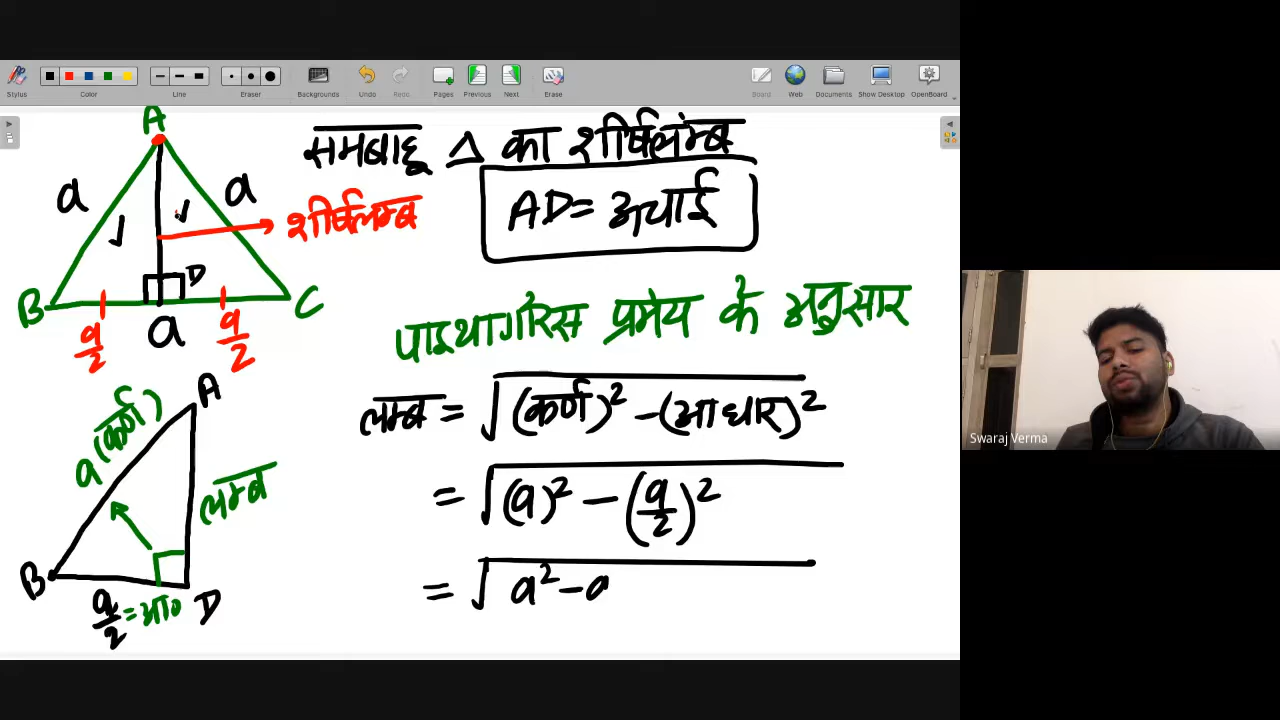 Stylus Color Line Eraser Backgrounds Undo Redo Pages Previous Next Erase Board Web Documents Show Desktop OpenBoard
समबाहू △ का शीर्षलंम्ब
AD = ऊचाई
A
a a
शीर्षलम्ब
B D C
a/2 a a/2
पाइथागोरस प्रमेय के अनुसार
लम्ब = √(कर्ण)² - (आधार)²
= √(a)² - (a/2)²
= √a² - a
A
a (कर्ण)
लम्ब
B D
a/2 = आ०
Swaraj Verma